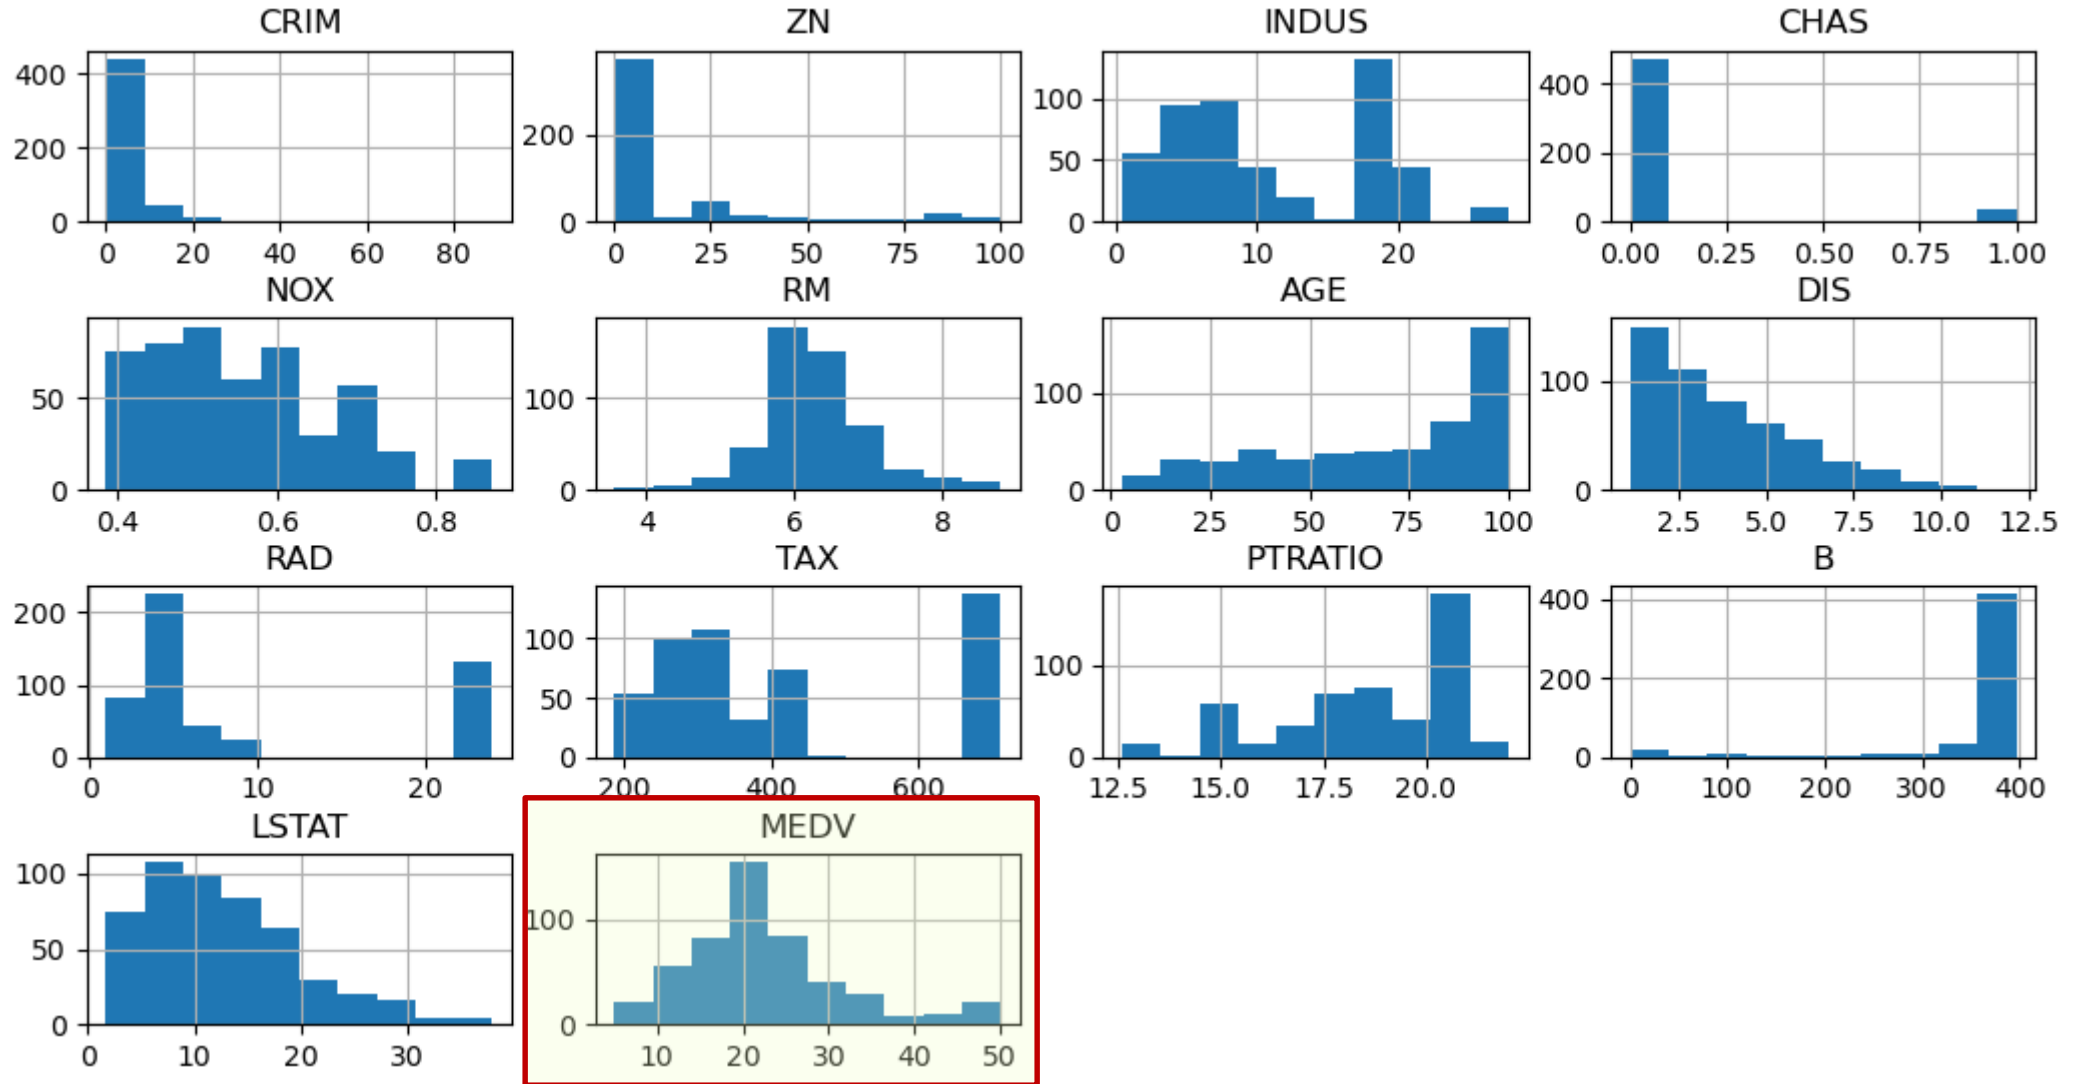 CRIM ZN INDUS CHAS
400 200 0
0 20 40 60 80
200 0
0 25 50 75 100
100 50 0
0 10 20
400 200 0
0.00 0.25 0.50 0.75 1.00
NOX RM AGE DIS
50 0
0.4 0.6 0.8
100 0
4 6 8
100 0
0 25 50 75 100
100 0
2.5 5.0 7.5 10.0 12.5
RAD TAX PTRATIO B
200 100 0
0 10 20
100 50 0
200 400 600
100 0
12.5 15.0 17.5 20.0
400 200 0
0 100 200 300 400
LSTAT MEDV
100 50 0
0 10 20 30
100 0
10 20 30 40 50